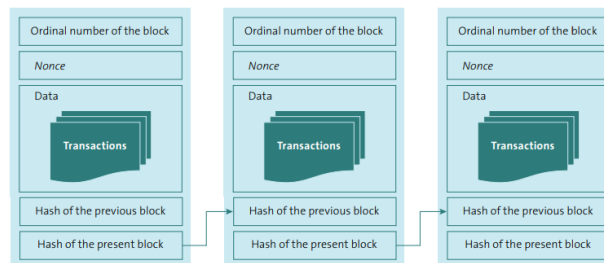 Ordinal number of the block
Nonce
Data
Transactions
Hash of the previous block
Hash of the present block
Ordinal number of the block
Nonce
Data
Transactions
Hash of the previous block
Hash of the present block
Ordinal number of the block
Nonce
Data
Transactions
Hash of the previous block
Hash of the present block